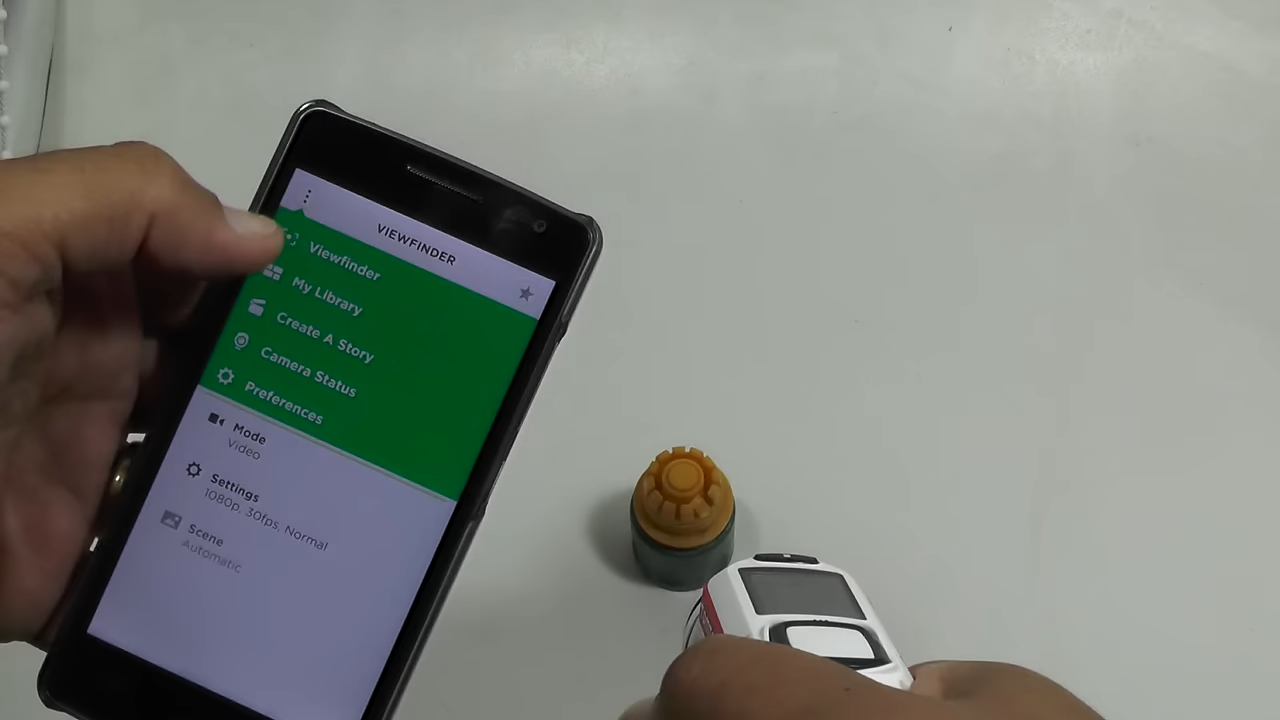 VIEWFINDER
Viewfinder
My Library
Create A Story
Camera Status
Preferences
Mode
Video
Settings
1080p, 30fps, Normal
Scene
Automatic